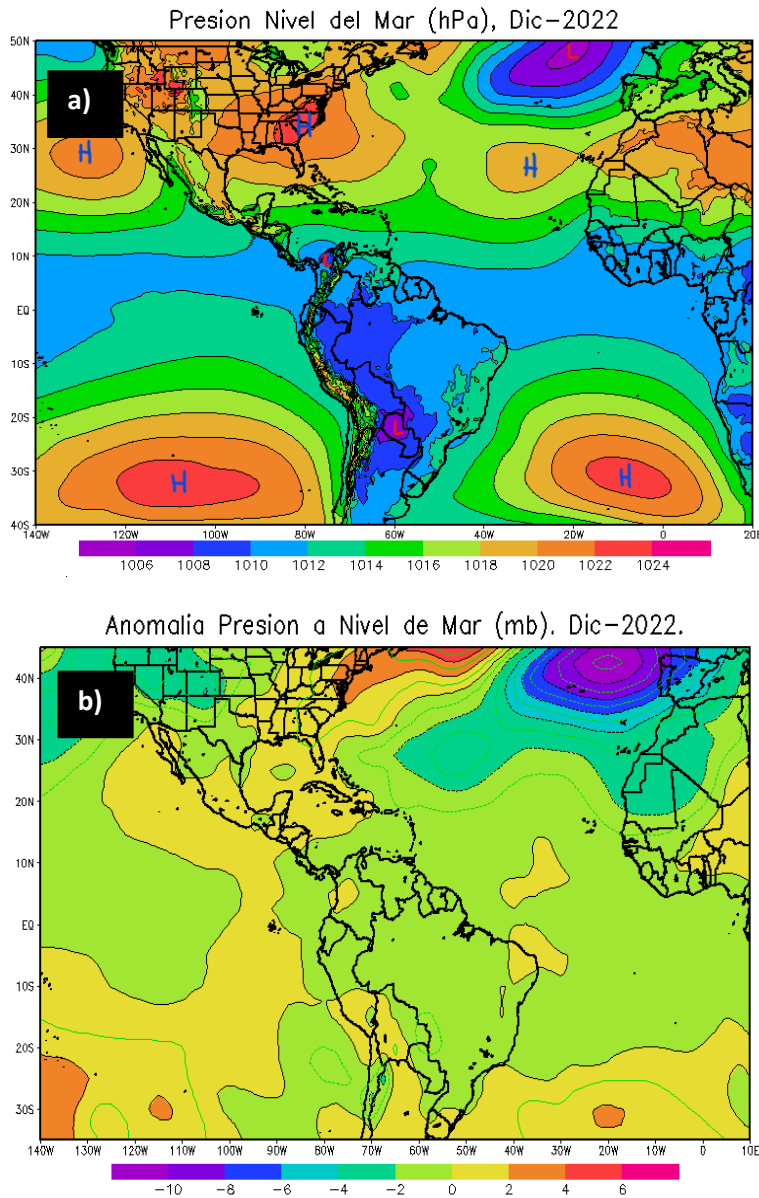 Presion Nivel del Mar (hPa), Dic-2022
50N
a)
40N
H
L
30N
H
H
20N
10N
L
EQ
10S
20S
L
30S
H
H
40S
140W 120W 100W 80W 60W 40W 20W 0 20E
1006 1008 1010 1012 1014 1016 1018 1020 1022 1024
Anomalia Presion a Nivel de Mar (mb). Dic-2022.
40N
b)
30N
20N
10N
EQ
10S
20S
30S
140W 130W 120W 110W 100W 90W 80W 70W 60W 50W 40W 30W 20W 10W 0 10E
-10 -8 -6 -4 -2 0 2 4 6